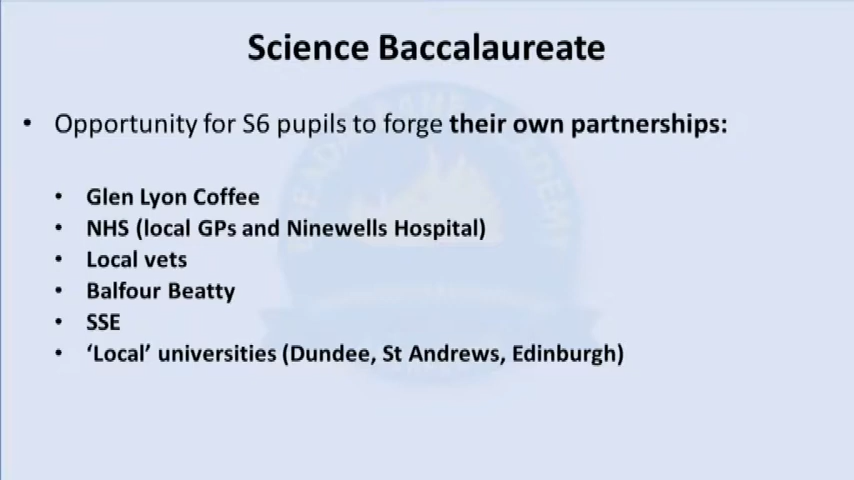 Science Baccalaureate
• Opportunity for S6 pupils to forge their own partnerships:
• Glen Lyon Coffee
• NHS (local GPs and Ninewells Hospital)
• Local vets
• Balfour Beatty
• SSE
• ‘Local’ universities (Dundee, St Andrews, Edinburgh)